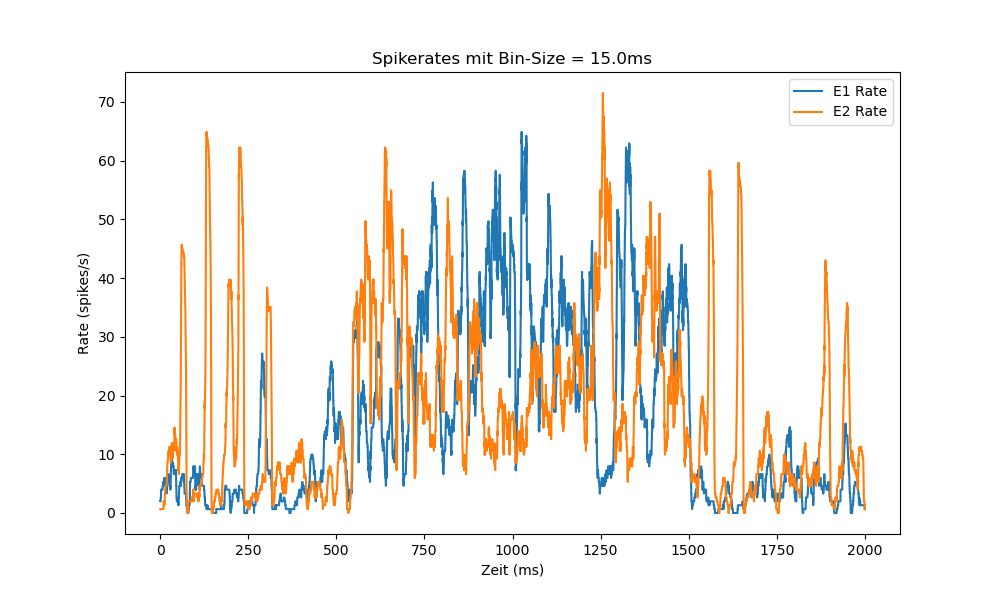 Spikerates mit Bin-Size = 15.0ms
E1 Rate
E2 Rate
70
60
50
40
30
20
10
0
Rate (spikes/s)
0 250 500 750 1000 1250 1500 1750 2000
Zeit (ms)